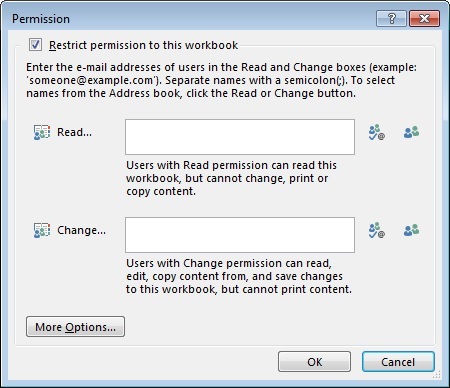 Permission
Restrict permission to this workbook
Enter the e-mail addresses of users in the Read and Change boxes (example:
'someone@example.com'). Separate names with a semicolon(;). To select
names from the Address book, click the Read or Change button.
Read...
Users with Read permission can read this
workbook, but cannot change, print or
copy content.
Change...
Users with Change permission can read,
edit, copy content from, and save changes
to this workbook, but cannot print content.
More Options...
OK Cancel